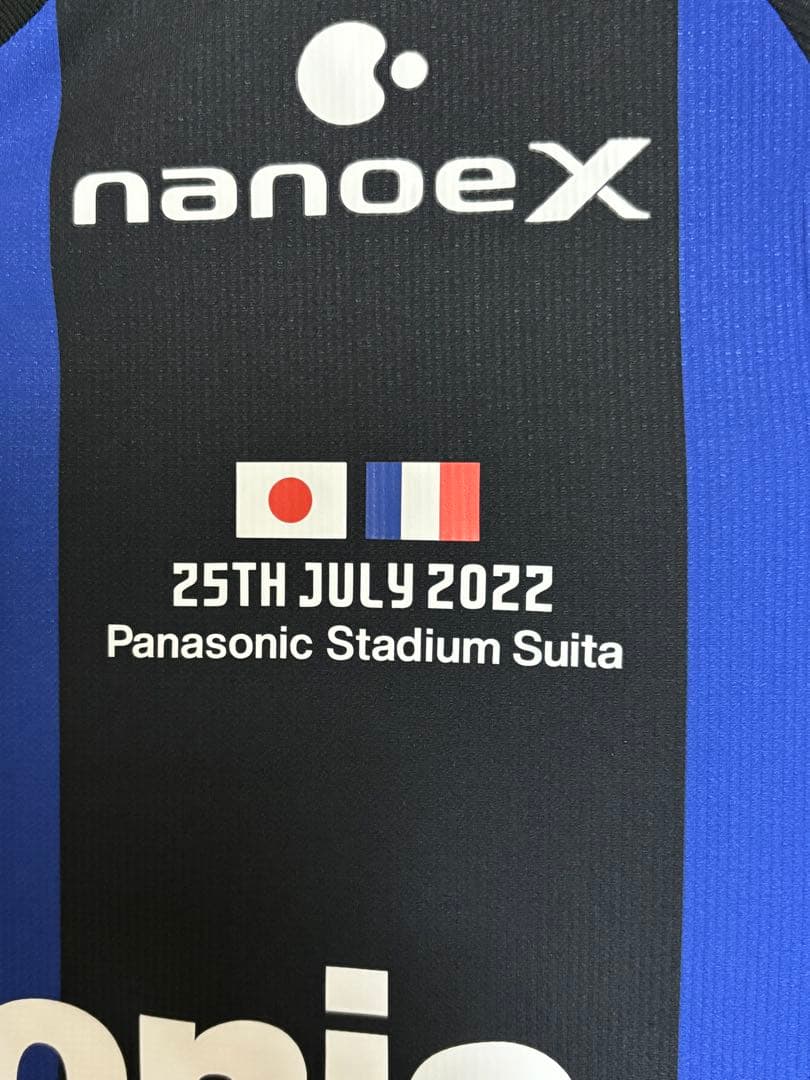 nanoeX
25TH JULY 2022
Panasonic Stadium Suita